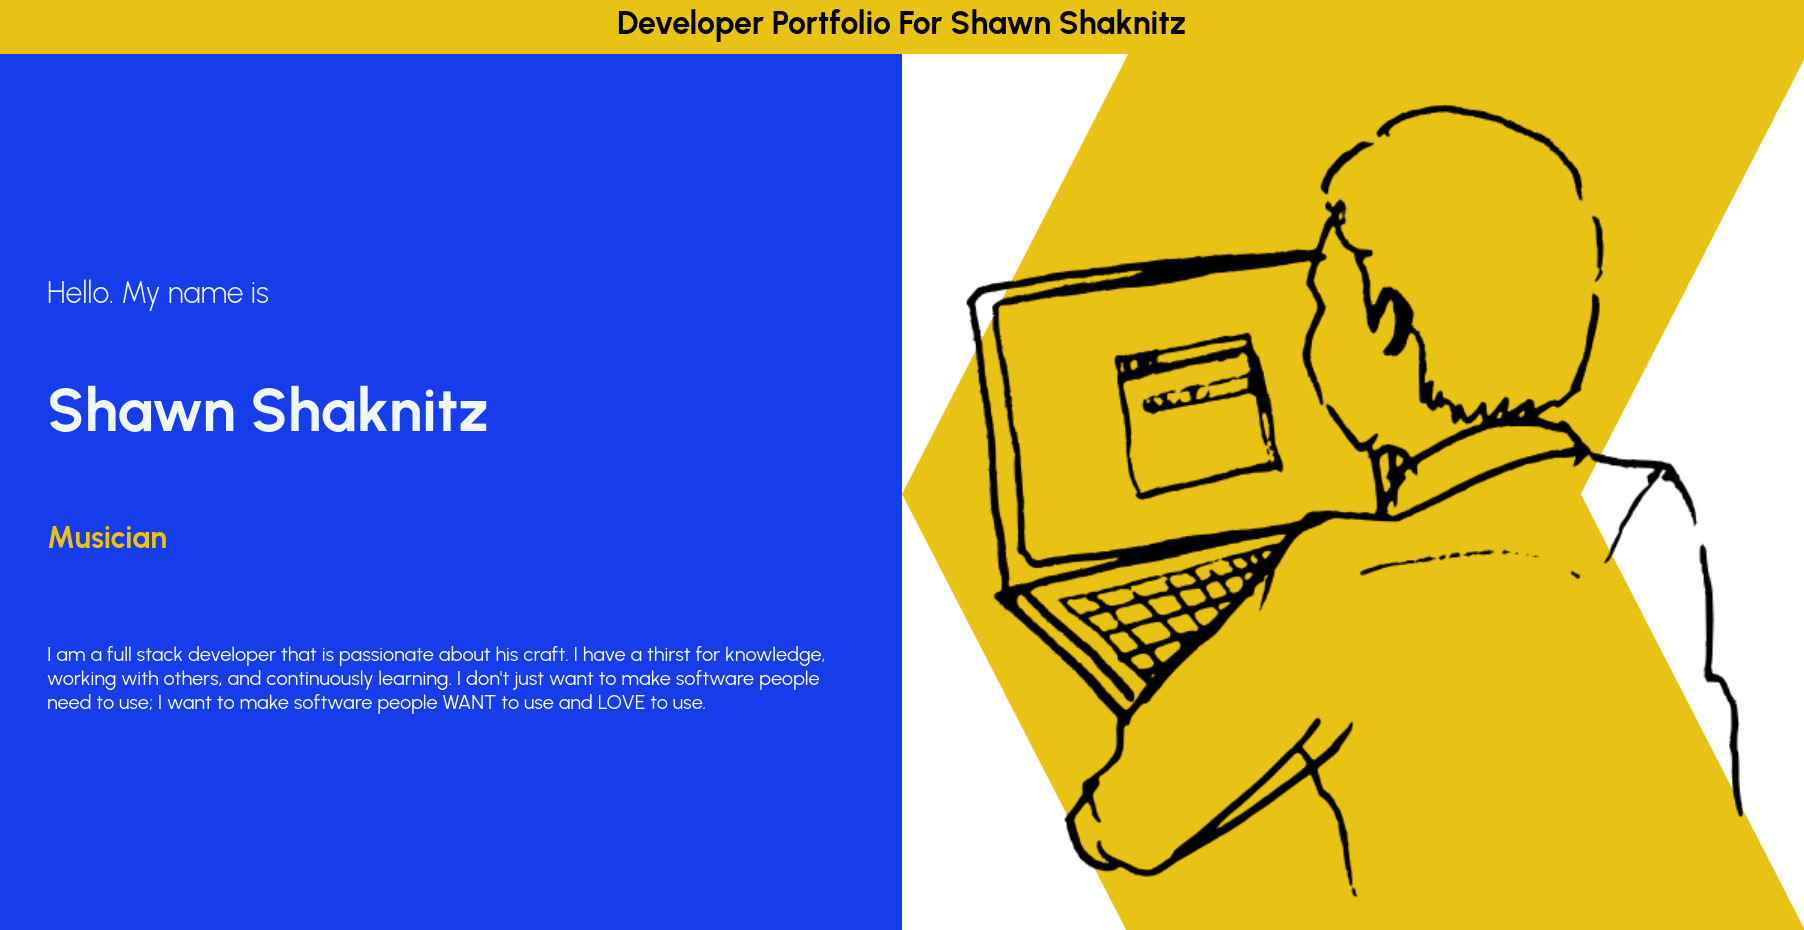 Developer Portfolio For Shawn Shaknitz
Hello. My name is
Shawn Shaknitz
Musician
I am a full stack developer that is passionate about his craft. I have a thirst for knowledge,
working with others, and continuously learning. I don't just want to make software people
need to use; I want to make software people WANT to use and LOVE to use.